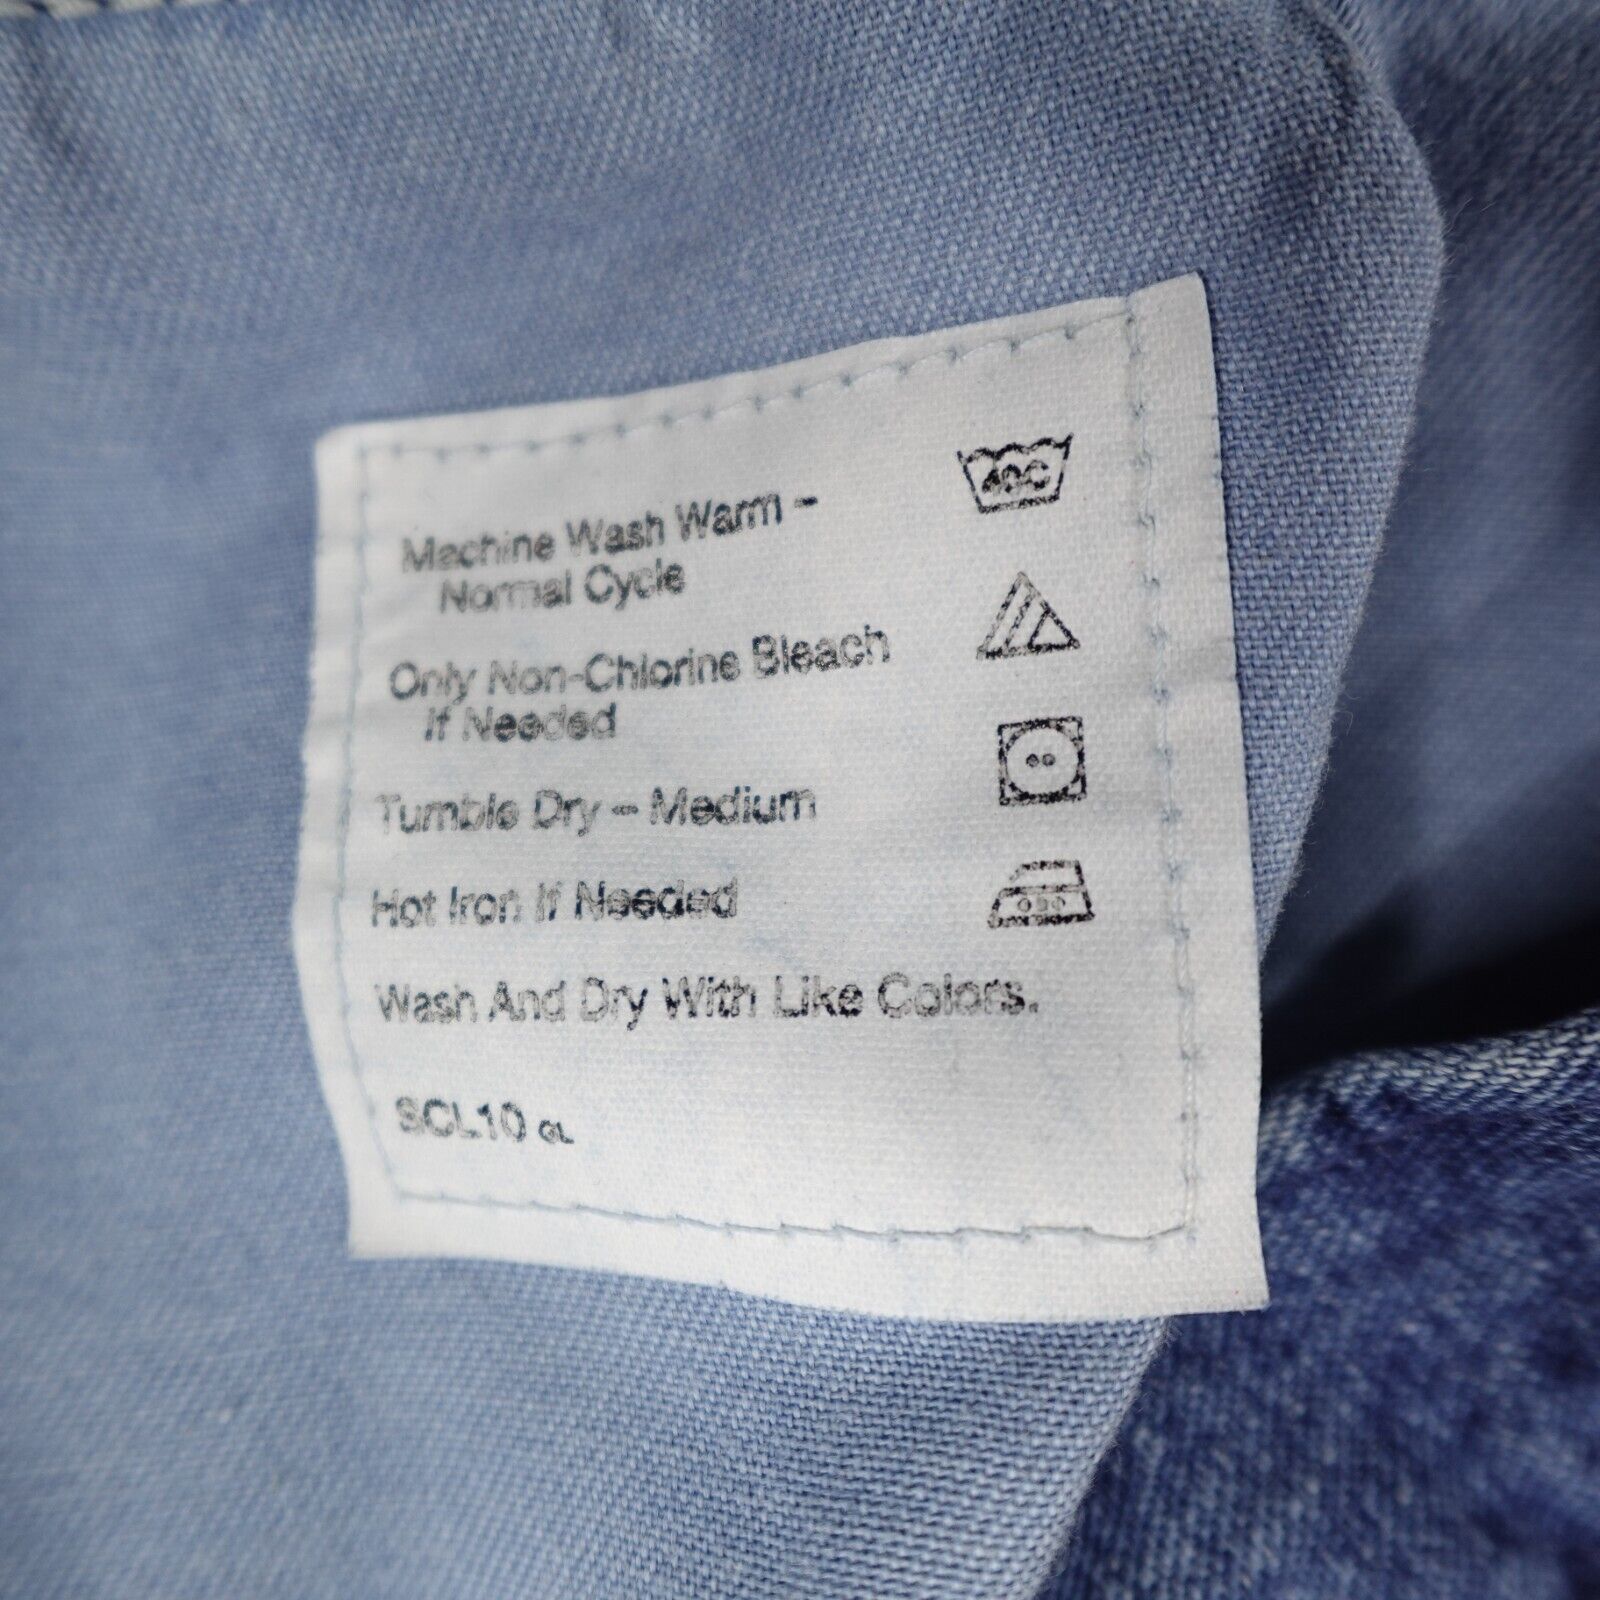 Machine Wash Warm –
Normal Cycle
40C
Only Non-Chlorine Bleach
If Needed
Tumble Dry – Medium
Hot Iron If Needed
Wash And Dry With Like Colors.
SCL10 GL